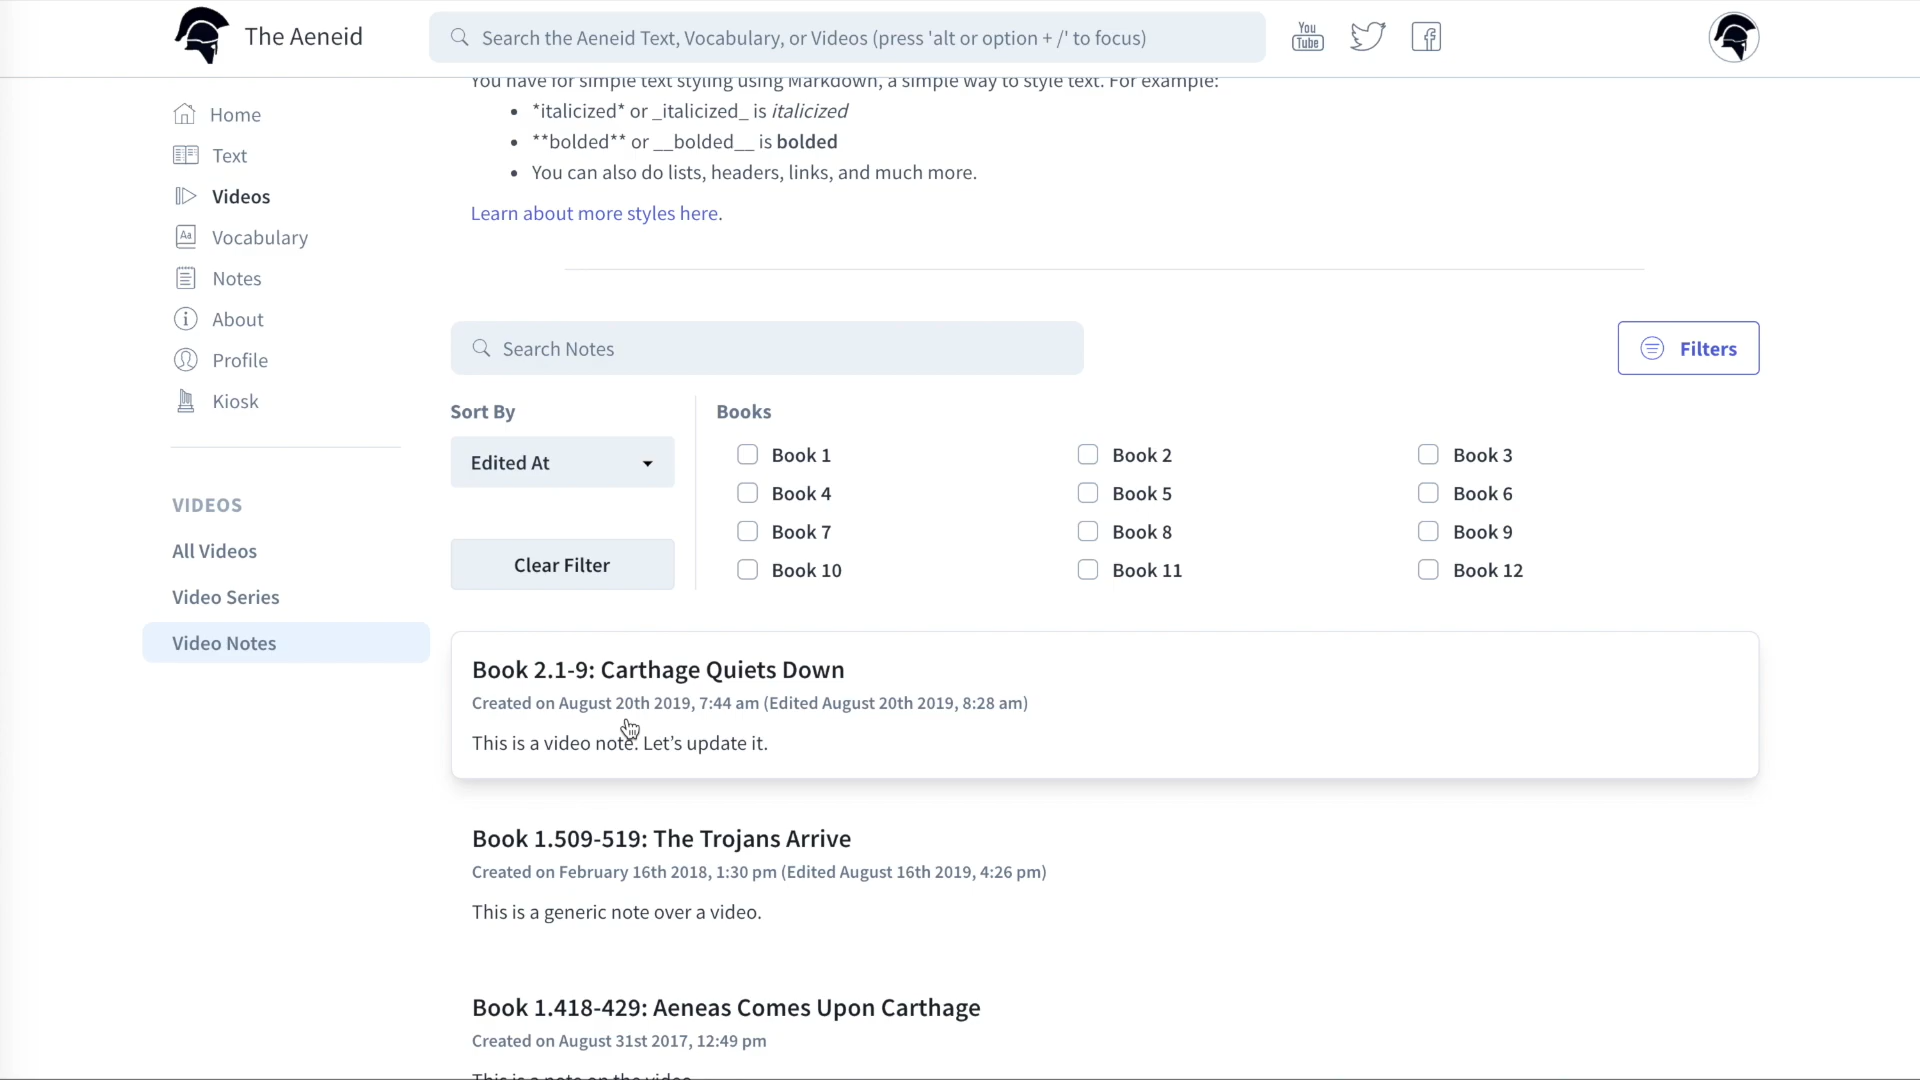 The Aeneid
Search the Aeneid Text, Vocabulary, or Videos (press 'alt or option + /' to focus)
You Tube
You have for simple text styling using Markdown, a simple way to style text. For example:
*italicized* or _italicized_ is italicized
**bolded** or __bolded__ is bolded
You can also do lists, headers, links, and much more.
Learn about more styles here.
Home
Text
Videos
Aa Vocabulary
Notes
About
Profile
Kiosk
VIDEOS
All Videos
Video Series
Video Notes
Search Notes
Filters
Sort By
Edited At
Clear Filter
Books
Book 1
Book 2
Book 3
Book 4
Book 5
Book 6
Book 7
Book 8
Book 9
Book 10
Book 11
Book 12
Book 2.1-9: Carthage Quiets Down
Created on August 20th 2019, 7:44 am (Edited August 20th 2019, 8:28 am)
This is a video note. Let’s update it.
Book 1.509-519: The Trojans Arrive
Created on February 16th 2018, 1:30 pm (Edited August 16th 2019, 4:26 pm)
This is a generic note over a video.
Book 1.418-429: Aeneas Comes Upon Carthage
Created on August 31st 2017, 12:49 pm
This is a note on the video